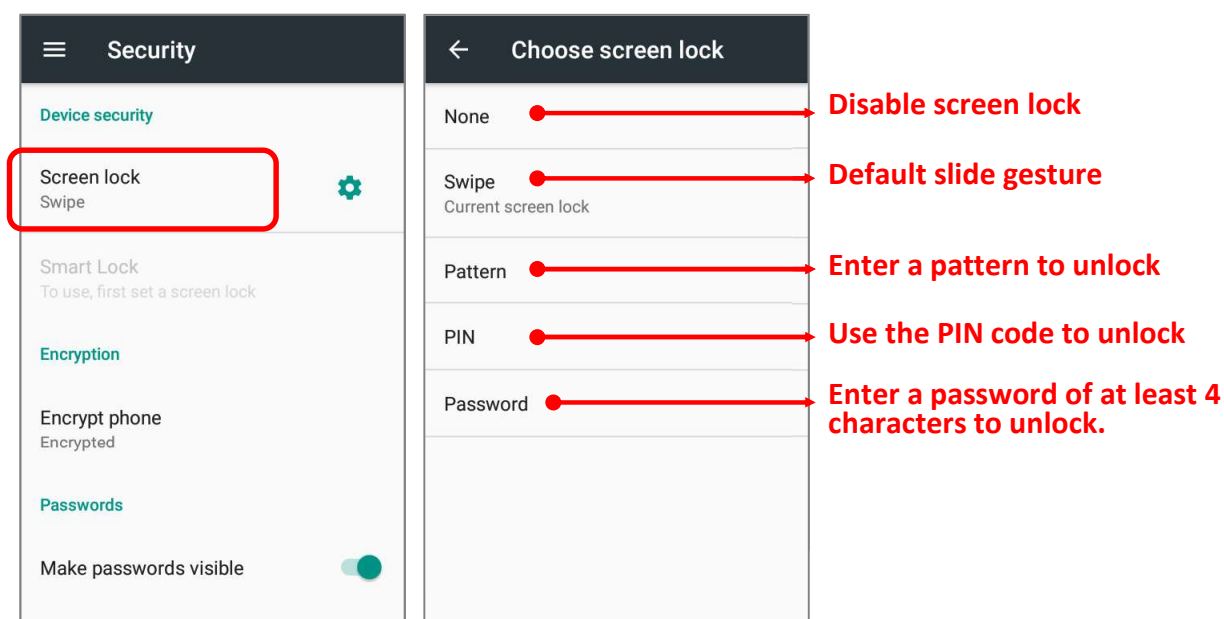 Security
Device security
Screen lock
Swipe
Smart Lock
To use, first set a screen lock
Encryption
Encrypt phone
Encrypted
Passwords
Make passwords visible
Choose screen lock
None
Disable screen lock
Swipe
Current screen lock
Default slide gesture
Pattern
Enter a pattern to unlock
PIN
Use the PIN code to unlock
Password
Enter a password of at least 4
characters to unlock.